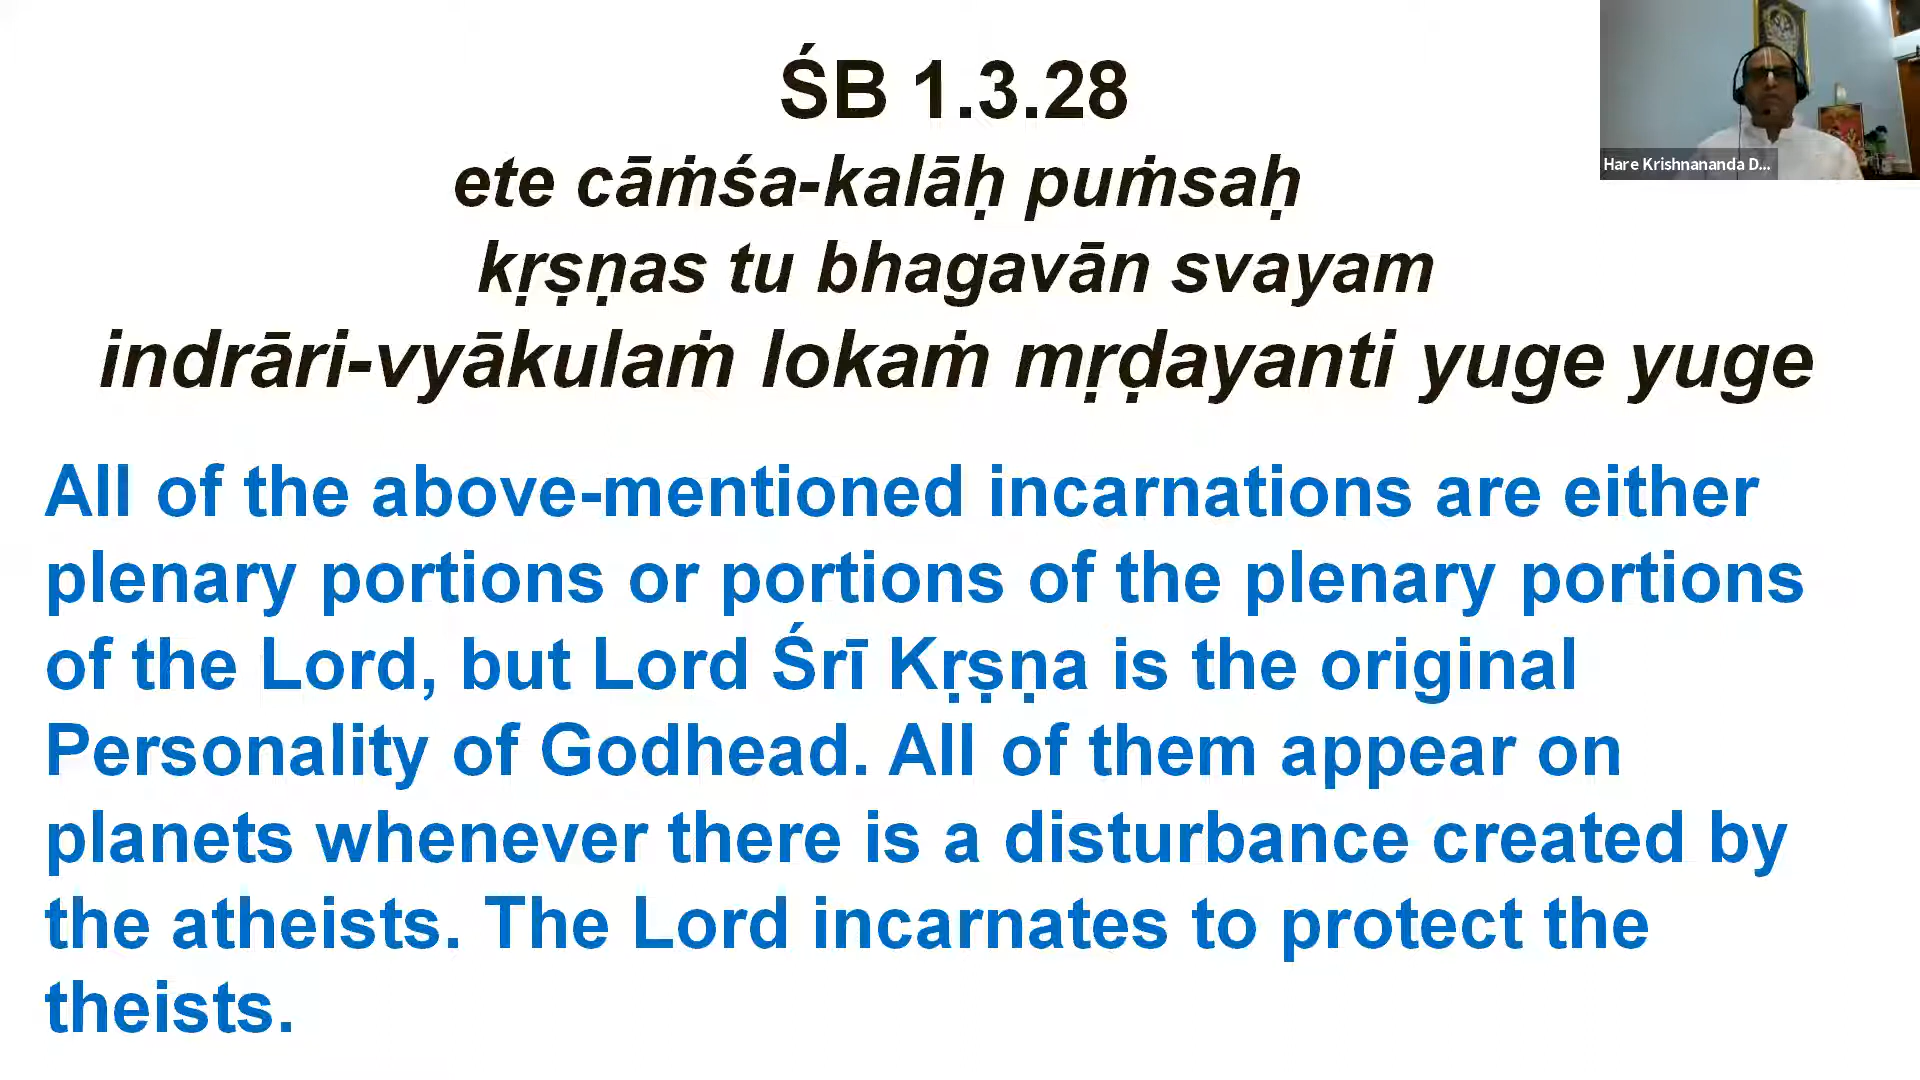 ŚB 1.3.28
ete cāṁśa-kalāḥ puṁsaḥ
kṛṣṇas tu bhagavān svayam
indrāri-vyākulaṁ lokaṁ mṛḍayanti yuge yuge
All of the above-mentioned incarnations are either
plenary portions or portions of the plenary portions
of the Lord, but Lord Śrī Kṛṣṇa is the original
Personality of Godhead. All of them appear on
planets whenever there is a disturbance created by
the atheists. The Lord incarnates to protect the
theists.
Hare Krishnananda D...